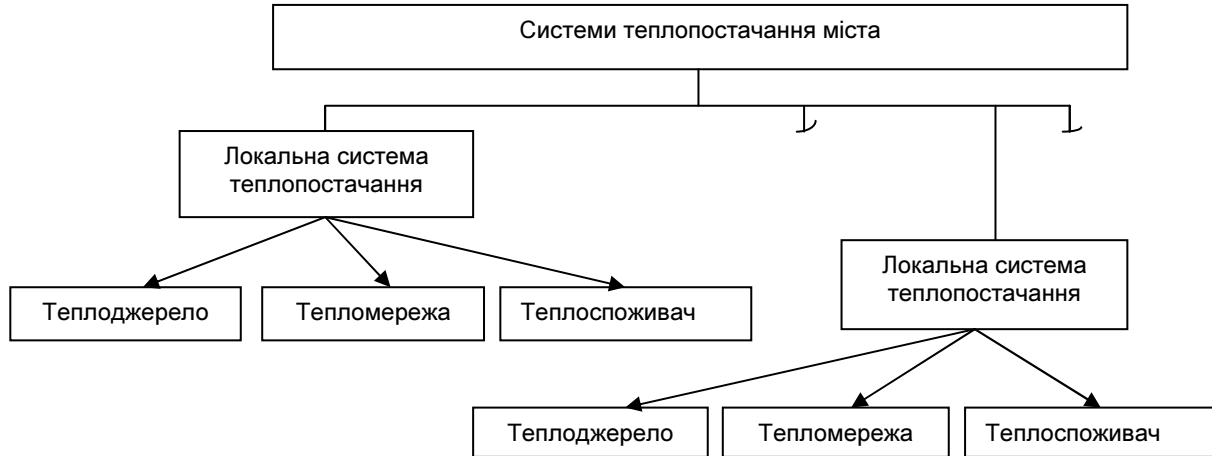 Системи теплопостачання міста
Локальна система
теплопостачання
Теплоджерело
Тепломережа
Теплоспоживач
Локальна система
теплопостачання
Теплоджерело
Тепломережа
Теплоспоживач